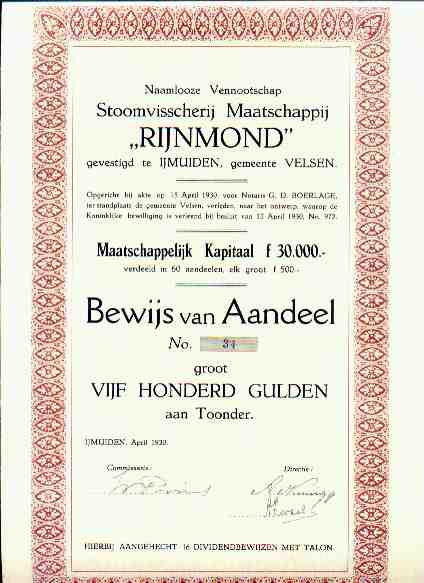 Naamlooze Vennootschap
Stoomvisscherij Maatschappij
„RIJNMOND”
gevestigd te IJMUIDEN, gemeente VELSEN.
Opgericht bij akte op 15 April 1930, voor Notaris G. D. BOERLAGE,
ter standplaats de gemeente Velsen, verleden, naar het ontwerp, waarop de
Koninklijke bewilliging is verleend bij besluit van 12 April 1930, No. 972.
Maatschappelijk Kapitaal f 30.000.-
verdeeld in 60 aandeelen, elk groot f 500.-
Bewijs van Aandeel
No. 34
groot
VIJF HONDERD GULDEN
aan Toonder.
IJMUIDEN, April 1930.
Commissaris: Directie:
HIERBIJ AANGEHECHT 16 DIVIDENDBEWIJZEN MET TALON.